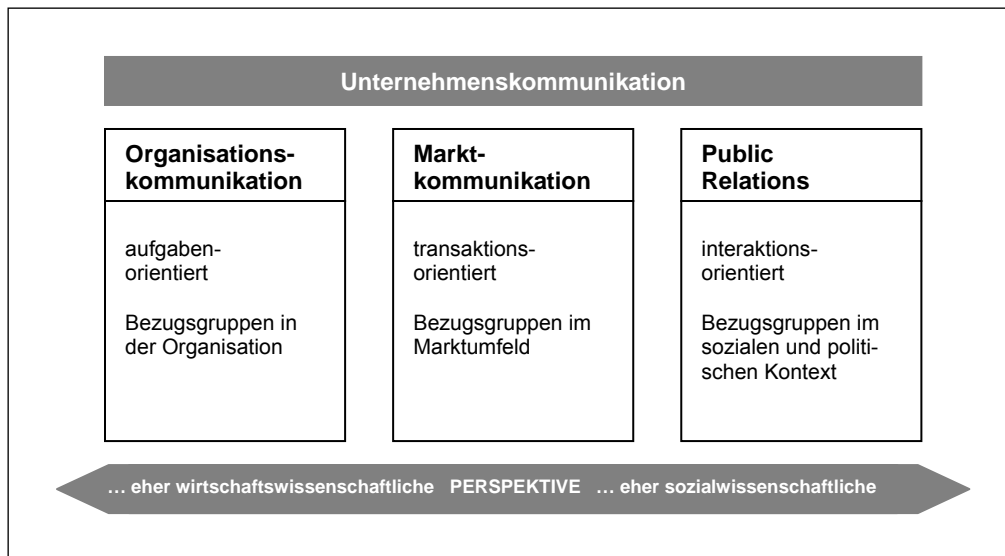 Unternehmenskommunikation
Organisations-
kommunikation
aufgaben-
orientiert
Bezugsgruppen in
der Organisation
Markt-
kommunikation
transaktions-
orientiert
Bezugsgruppen im
Marktumfeld
Public
Relations
interaktions-
orientiert
Bezugsgruppen im
sozialen und politi-
schen Kontext
… eher wirtschaftswissenschaftliche PERSPEKTIVE … eher sozialwissenschaftliche